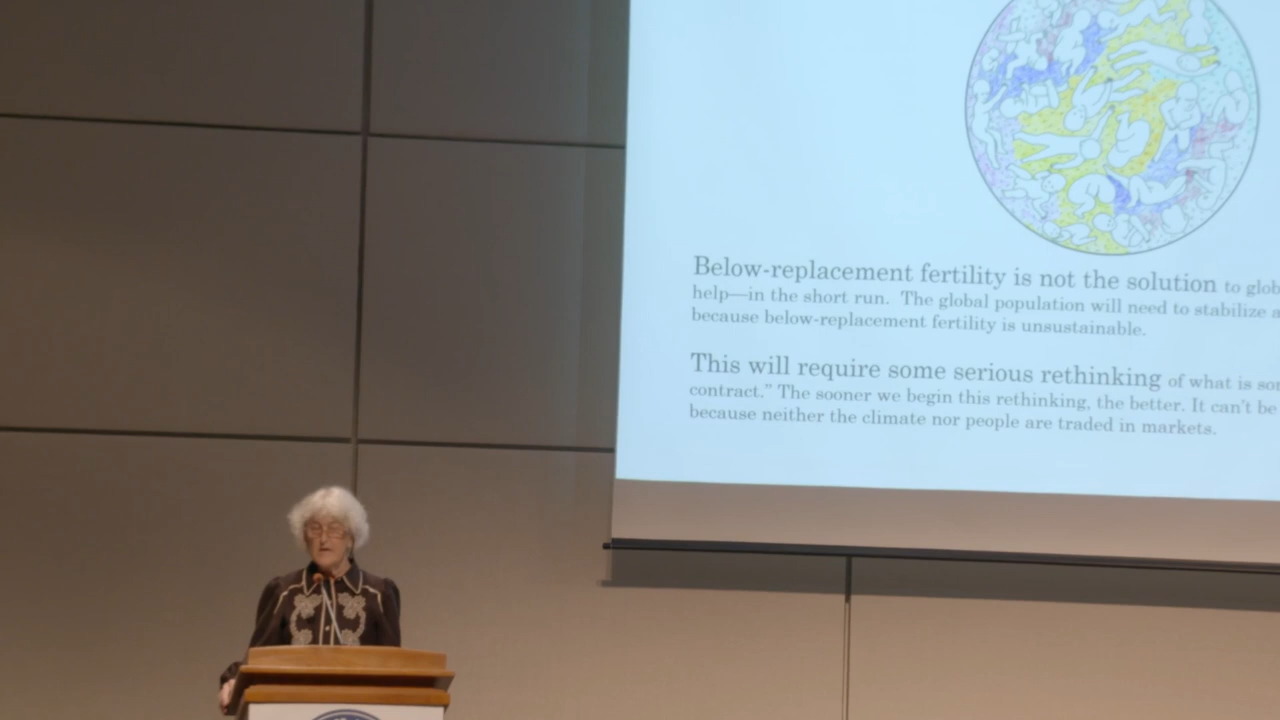 Below-replacement fertility is not the solution to glob
help—in the short run. The global population will need to stabilize a
because below-replacement fertility is unsustainable.
This will require some serious rethinking of what is so
contract.” The sooner we begin this rethinking, the better. It can't be
because neither the climate nor people are traded in markets.